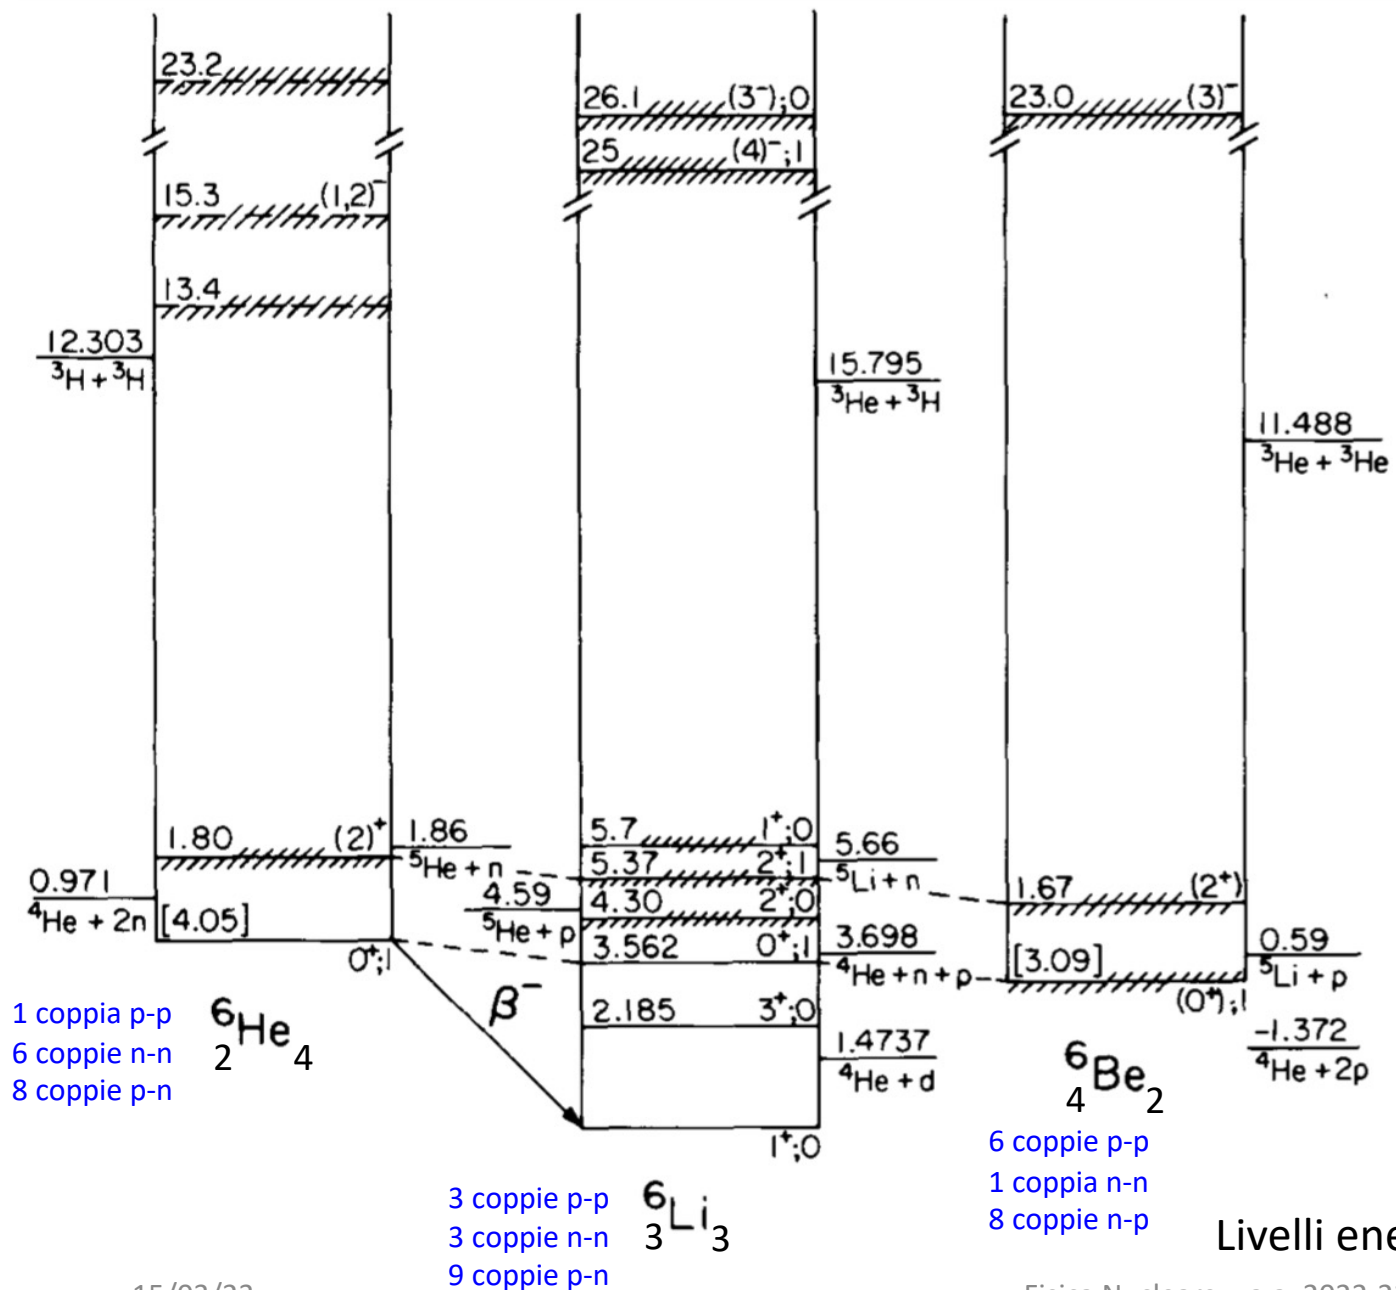 23.2
15.3 (1,2)⁻
13.4
12.303
³H + ³H
1.80 (2)⁺
1.86
⁵He + n
0.971
⁴He + 2n
[4.05]
0⁺;1
β⁻
⁶₂He₄
1 coppia p-p
6 coppie n-n
8 coppie p-n
26.1 (3⁻);0
25 (4)⁻;1
15.795
³He + ³H
5.7 1⁺;0
5.66
⁵Li + n
5.37 2⁺;1
4.59
⁵He + p
4.30 2⁺;0
3.562 0⁺;1
3.698
⁴He + n + p
2.185 3⁺;0
1.4737
⁴He + d
1⁺;0
⁶₃Li₃
3 coppie p-p
3 coppie n-n
9 coppie p-n
23.0 (3)⁻
11.488
³He + ³He
1.67 (2⁺)
0.59
⁵Li + p
[3.09]
(0⁺);1
-1.372
⁴He + 2p
⁶₄Be₂
6 coppie p-p
1 coppia n-n
8 coppie n-p
Livelli ene